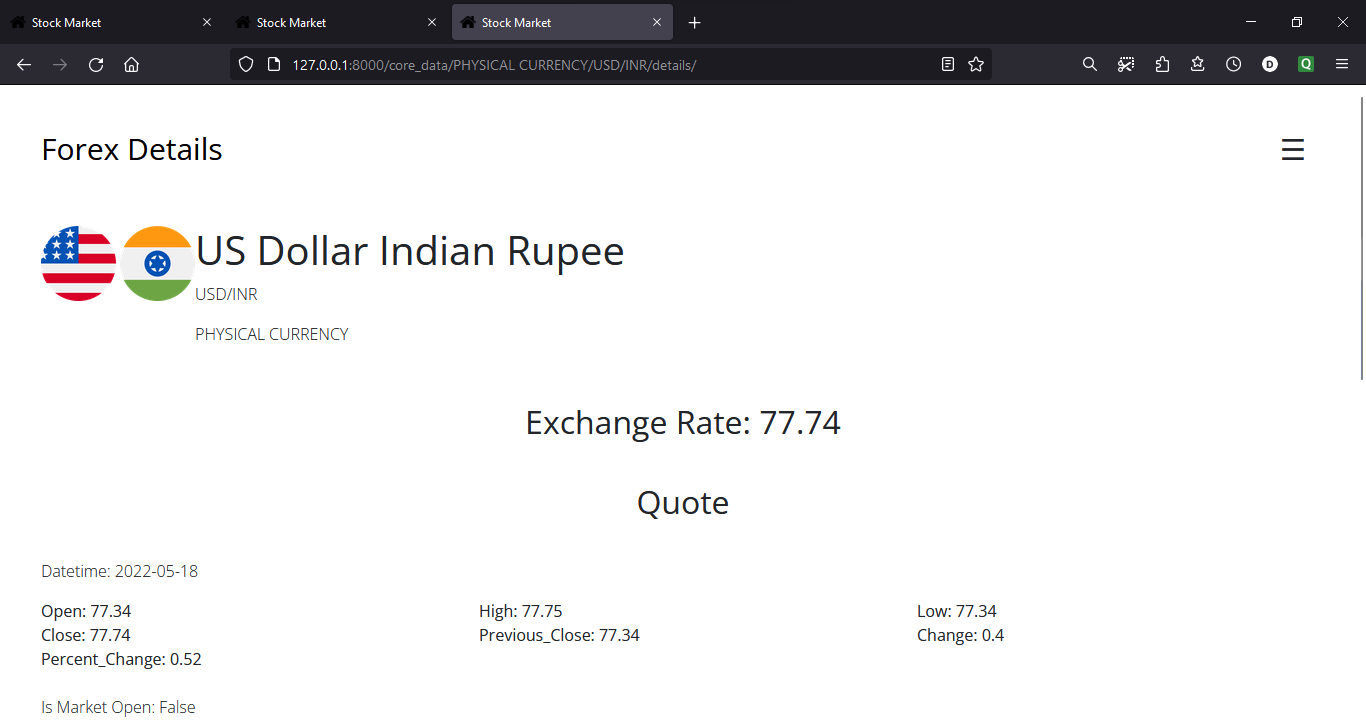 Stock Market
Stock Market
Stock Market
127.0.0.1:8000/core_data/PHYSICAL CURRENCY/USD/INR/details/
D
Q
Forex Details
US Dollar Indian Rupee
USD/INR
PHYSICAL CURRENCY
Exchange Rate: 77.74
Quote
Datetime: 2022-05-18
Open: 77.34 High: 77.75 Low: 77.34
Close: 77.74 Previous_Close: 77.34 Change: 0.4
Percent_Change: 0.52
Is Market Open: False